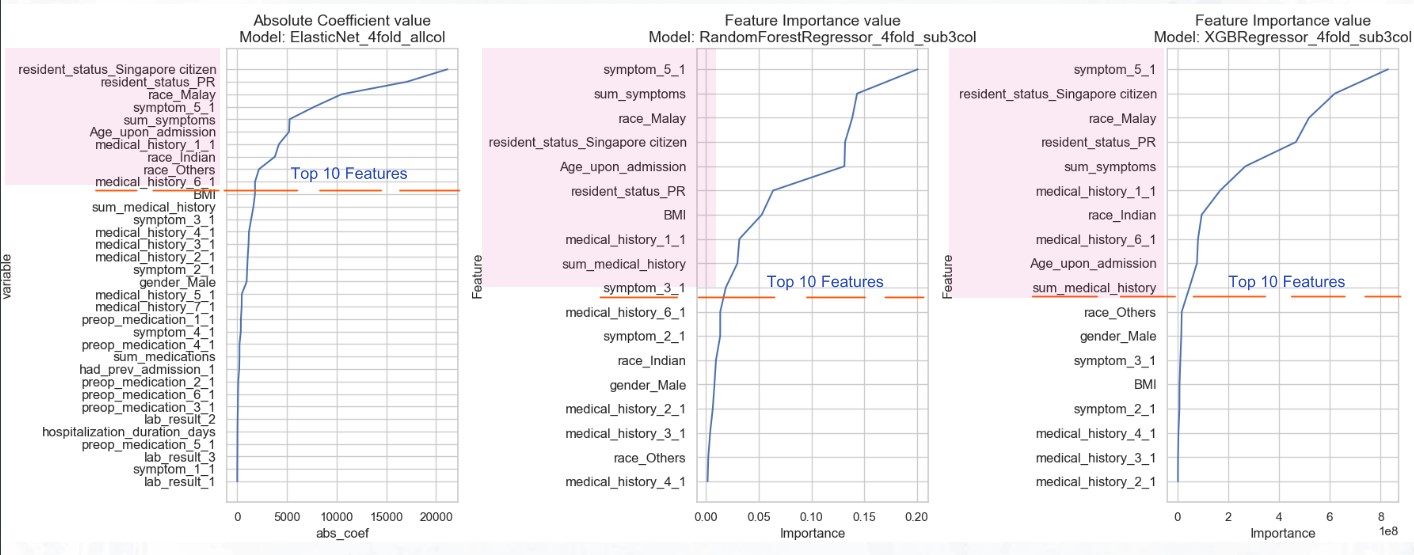 Absolute Coefficient value
Model: ElasticNet_4fold_allcol
variable
resident_status_Singapore citizen
resident_status_PR
race_Malay
symptom_5_1
sum_symptoms
Age_upon_admission
medical_history_1_1
race_Indian
race_Others
medical_history_6_1
BMI
sum_medical_history
symptom_3_1
medical_history_4_1
medical_history_3_1
medical_history_2_1
symptom_2_1
gender_Male
medical_history_5_1
medical_history_7_1
preop_medication_1_1
symptom_4_1
preop_medication_4_1
sum_medications
had_prev_admission_1
preop_medication_2_1
preop_medication_6_1
preop_medication_3_1
lab_result_2
hospitalization_duration_days
preop_medication_5_1
lab_result_3
symptom_1_1
lab_result_1
Top 10 Features
0 5000 10000 15000 20000
abs_coef
Feature Importance value
Model: RandomForestRegressor_4fold_sub3col
Feature
symptom_5_1
sum_symptoms
race_Malay
resident_status_Singapore citizen
Age_upon_admission
resident_status_PR
BMI
medical_history_1_1
sum_medical_history
symptom_3_1
medical_history_6_1
symptom_2_1
race_Indian
gender_Male
medical_history_2_1
medical_history_3_1
race_Others
medical_history_4_1
Top 10 Features
0.00 0.05 0.10 0.15 0.20
Importance
Feature Importance value
Model: XGBRegressor_4fold_sub3col
Feature
symptom_5_1
resident_status_Singapore citizen
race_Malay
resident_status_PR
sum_symptoms
medical_history_1_1
race_Indian
medical_history_6_1
Age_upon_admission
sum_medical_history
race_Others
gender_Male
symptom_3_1
BMI
symptom_2_1
medical_history_4_1
medical_history_3_1
medical_history_2_1
Top 10 Features
0 2 4 6 8
1e8
Importance